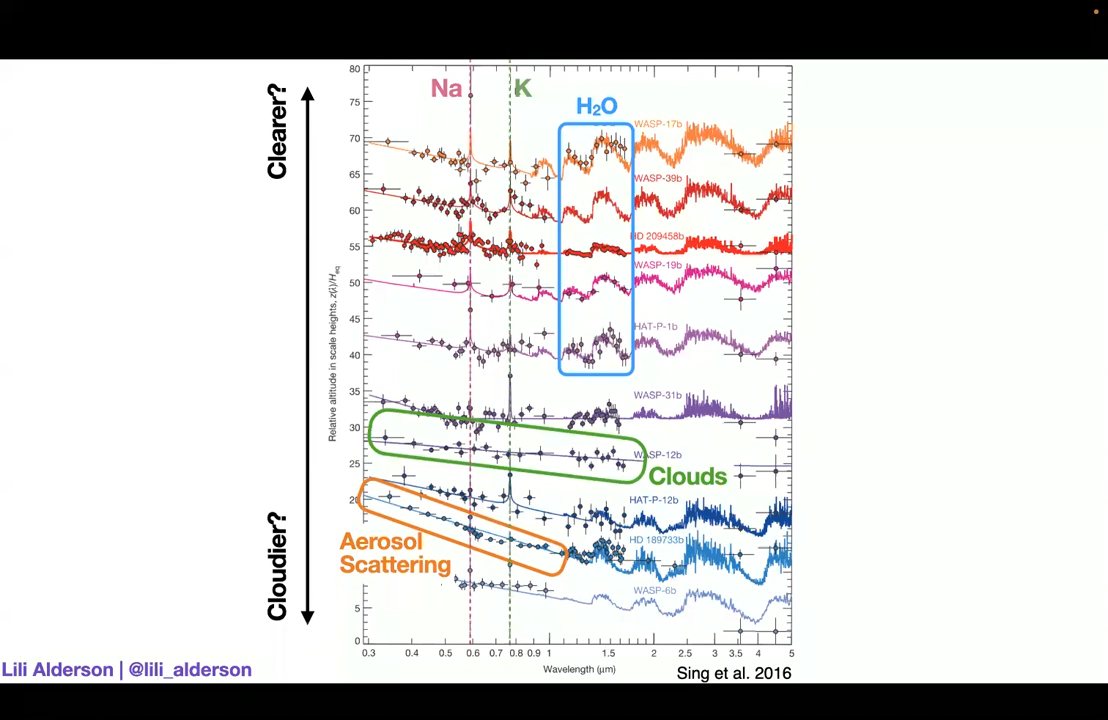 Clearer?
Cloudier?
Relative altitude in scale heights, z(λ)/H_eq
80
75
70
65
60
55
50
45
40
35
30
25
20
5
0
Na
K
H₂O
WASP-17b
WASP-39b
HD 209458b
WASP-19b
HAT-P-1b
WASP-31b
WASP-12b
Clouds
HAT-P-12b
HD 189733b
Aerosol
Scattering
WASP-6b
0.3 0.4 0.5 0.6 0.7 0.8 0.9 1 1.5 2 2.5 3 3.5 4 5
Wavelength (μm)
Lili Alderson | @lili_alderson
Sing et al. 2016